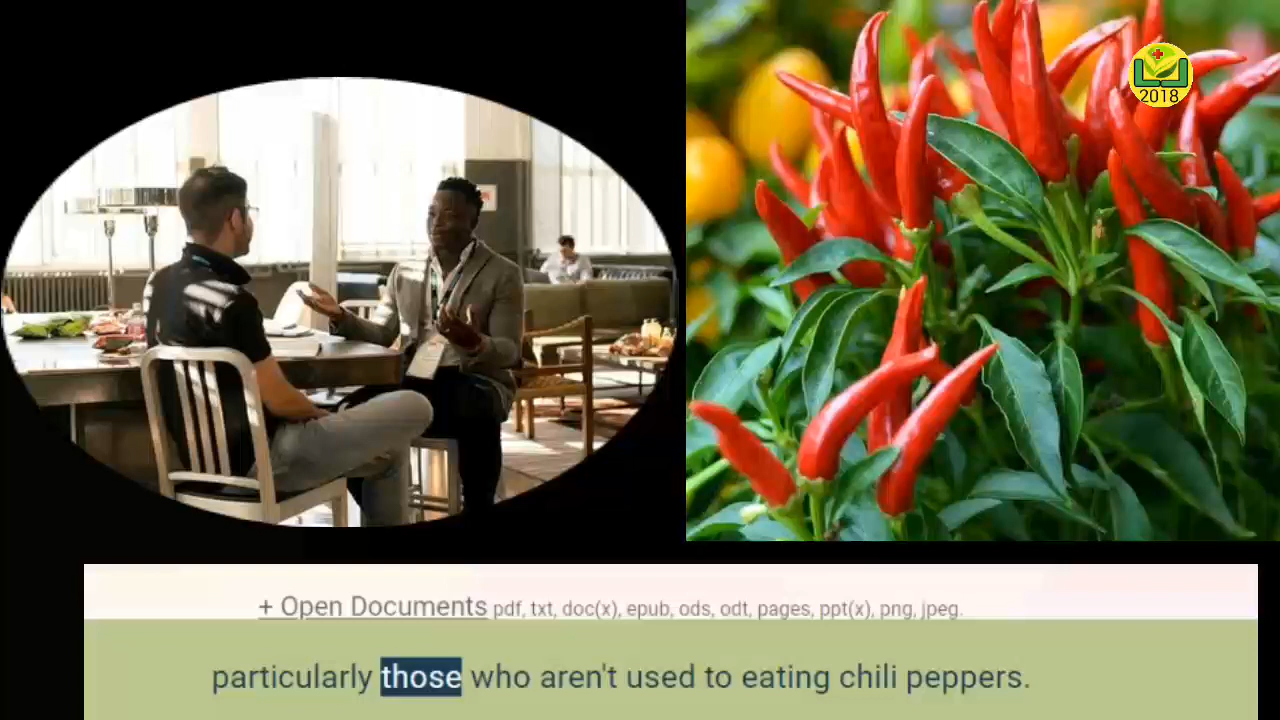 2018
+ Open Documents pdf, txt, doc(x), epub, ods, odt, pages, ppt(x), png, jpeg.
particularly those who aren't used to eating chili peppers.